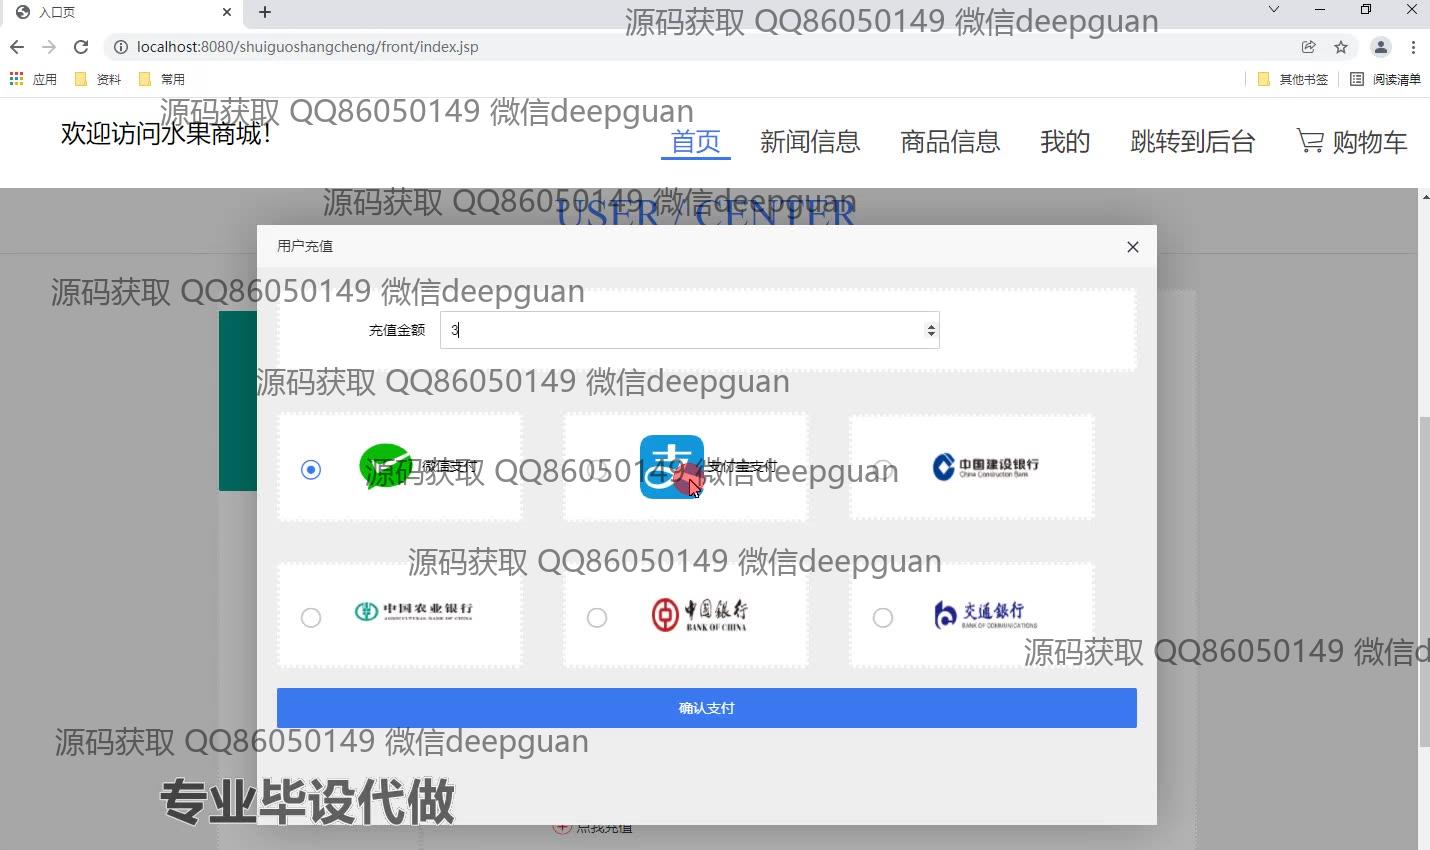 入口页
源码获取 QQ86050149 微信deepguan
localhost:8080/shuiguoshangcheng/front/index.jsp
应用 资料 常用 其他书签 阅读清单
源码获取 QQ86050149 微信deepguan
欢迎访问水果商城!
首页 新闻信息 商品信息 我的 跳转到后台 购物车
源码获取 QQ86050149 微信deepguan
USER / CENTER
用户充值
源码获取 QQ86050149 微信deepguan
充值金额 3
源码获取 QQ86050149 微信deepguan
微信支付 支 支付宝支付 中国建设银行
China Construction Bank
源码获取 QQ86050149 微信deepguan
源码获取 QQ86050149 微信deepguan
中国农业银行 中国银行 交通银行
AGRICULTURAL BANK OF CHINA BANK OF CHINA BANK OF COMMUNICATIONS
源码获取 QQ86050149 微信d
确认支付
源码获取 QQ86050149 微信deepguan
专业毕设代做
点我充值